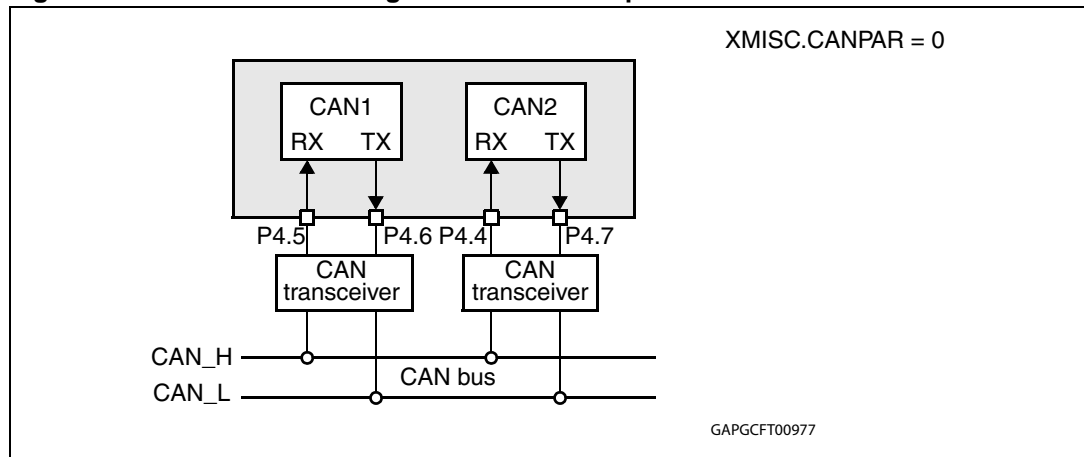 XMISC.CANPAR = 0
CAN1
CAN2
RX TX
RX TX
P4.5
P4.6 P4.4
P4.7
CAN
transceiver
CAN
transceiver
CAN_H
CAN bus
CAN_L
GAPGCFT00977